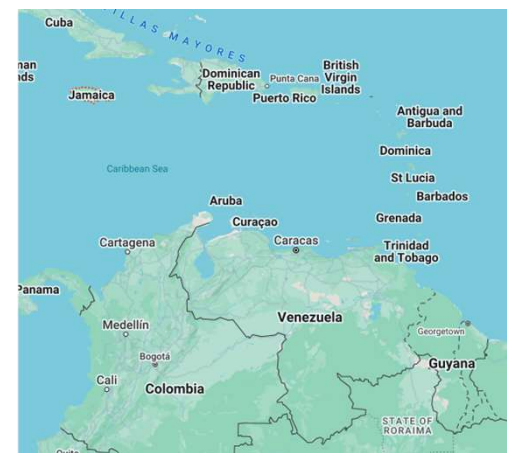 Cuba
ILLAS MAYORES
nan
ds
Jamaica
Dominican
Republic
Punta Cana
Puerto Rico
British
Virgin
Islands
Antigua and
Barbuda
Caribbean Sea
Dominica
St Lucia
Barbados
Aruba
Curaçao
Grenada
Cartagena
Caracas
Trinidad
and Tobago
Panama
Medellín
Venezuela
Georgetown
Bogotá
Guyana
Cali
Colombia
STATE OF
RORAIMA
Quito